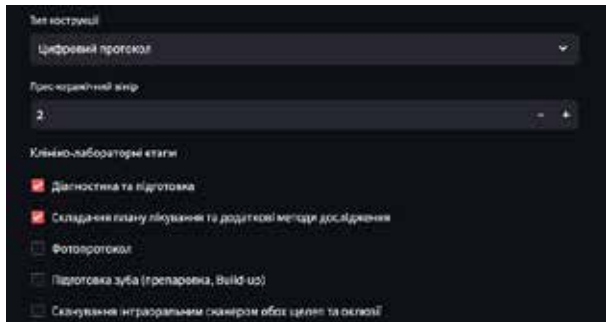 Тип кострукції
Цифровий протокол
Прес-керамічний вінір
2
Клініко-лабораторні етапи
Діагностика та підготовка
Складання плану лікування та додаткові методи дослідження
Фотопротокол
Підготовка зуба (препаровка, Build-up)
Сканування інтраоральним сканером обох щелеп та оклюзії